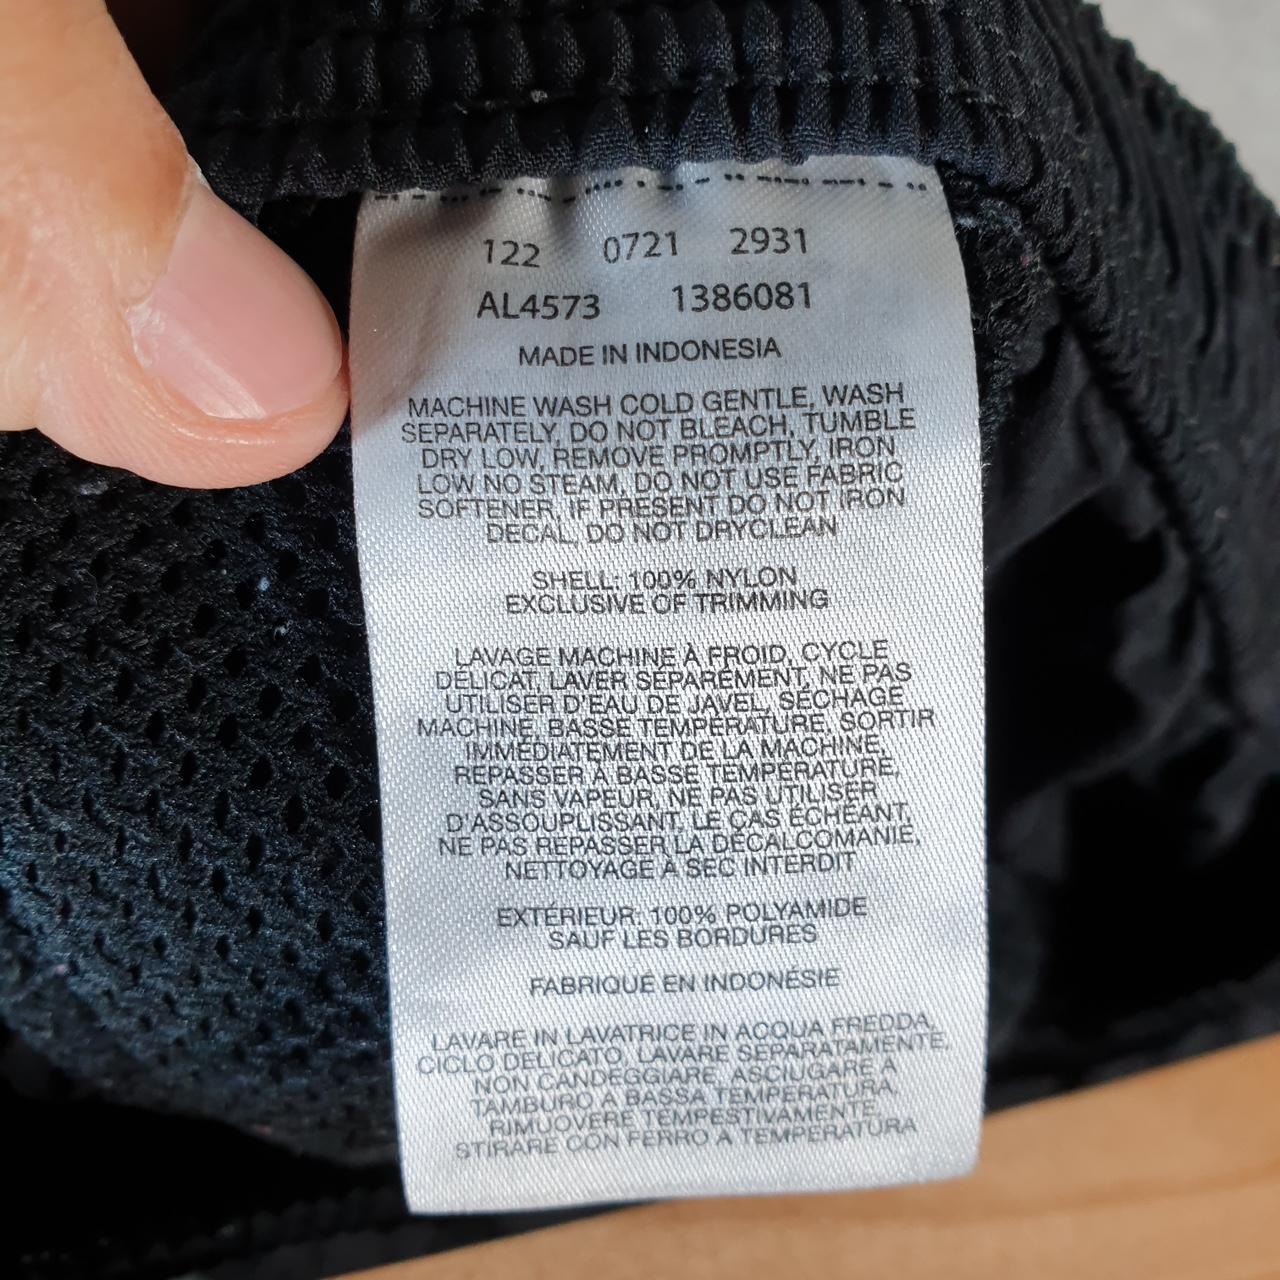 122 0721 2931
AL4573 1386081
MADE IN INDONESIA
MACHINE WASH COLD GENTLE, WASH
SEPARATELY, DO NOT BLEACH, TUMBLE
DRY LOW, REMOVE PROMPTLY, IRON
LOW NO STEAM, DO NOT USE FABRIC
SOFTENER, IF PRESENT DO NOT IRON
DECAL, DO NOT DRYCLEAN
SHELL: 100% NYLON
EXCLUSIVE OF TRIMMING
LAVAGE MACHINE À FROID, CYCLE
DÉLICAT, LAVER SÉPARÉMENT, NE PAS
UTILISER D'EAU DE JAVEL, SÉCHAGE
MACHINE, BASSE TEMPÉRATURE, SORTIR
IMMÉDIATEMENT DE LA MACHINE,
REPASSER À BASSE TEMPÉRATURE,
SANS VAPEUR, NE PAS UTILISER
D'ASSOUPLISSANT, LE CAS ÉCHÉANT,
NE PAS REPASSER LA DÉCALCOMANIE,
NETTOYAGE À SEC INTERDIT
EXTÉRIEUR: 100% POLYAMIDE
SAUF LES BORDURES
FABRIQUÉ EN INDONÉSIE
LAVARE IN LAVATRICE IN ACQUA FREDDA,
CICLO DELICATO, LAVARE SEPARATAMENTE,
NON CANDEGGIARE, ASCIUGARE A
TAMBURO A BASSA TEMPERATURA,
RIMUOVERE TEMPESTIVAMENTE,
STIRARE CON FERRO A TEMPERATURA